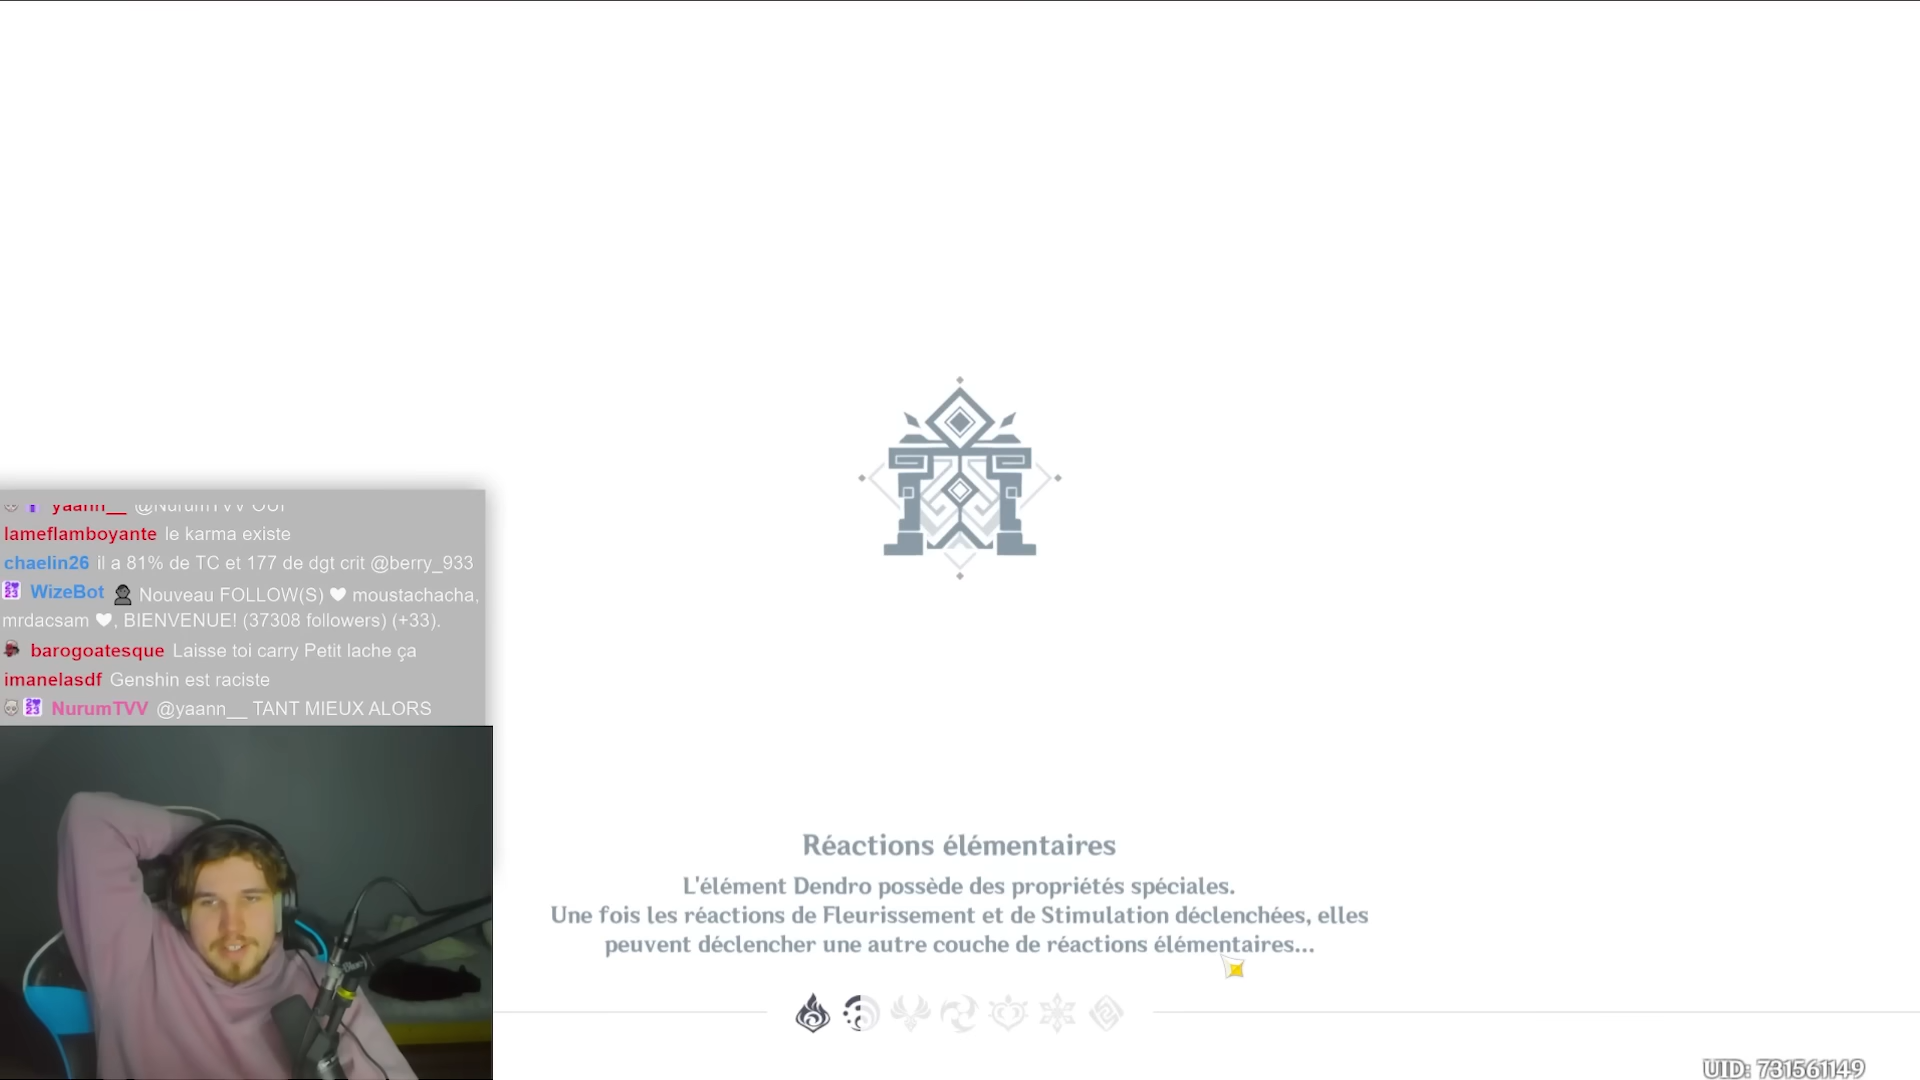 yaann__ @NurumTVV OUI
lameflamboyante le karma existe
chaelin26 il a 81% de TC et 177 de dgt crit @berry_933
WizeBot Nouveau FOLLOW(S) moustachacha,
mrdacsam, BIENVENUE! (37308 followers) (+33).
barogoatesque Laisse toi carry Petit lache ça
imanelasdf Genshin est raciste
NurumTVV @yaann__ TANT MIEUX ALORS
Réactions élémentaires
L'élément Dendro possède des propriétés spéciales.
Une fois les réactions de Fleurissement et de Stimulation déclenchées, elles
peuvent déclencher une autre couche de réactions élémentaires...
UID: 731561149